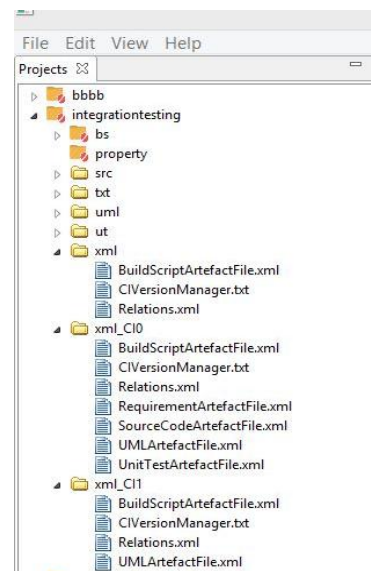 File Edit View Help
Projects
bbbb
integrationtesting
bs
property
src
txt
uml
ut
xml
BuildScriptArtefactFile.xml
CIVersionManager.txt
Relations.xml
xml_CI0
BuildScriptArtefactFile.xml
CIVersionManager.txt
Relations.xml
RequirementArtefactFile.xml
SourceCodeArtefactFile.xml
UMLArtefactFile.xml
UnitTestArtefactFile.xml
xml_CI1
BuildScriptArtefactFile.xml
CIVersionManager.txt
Relations.xml
UMLArtefactFile.xml